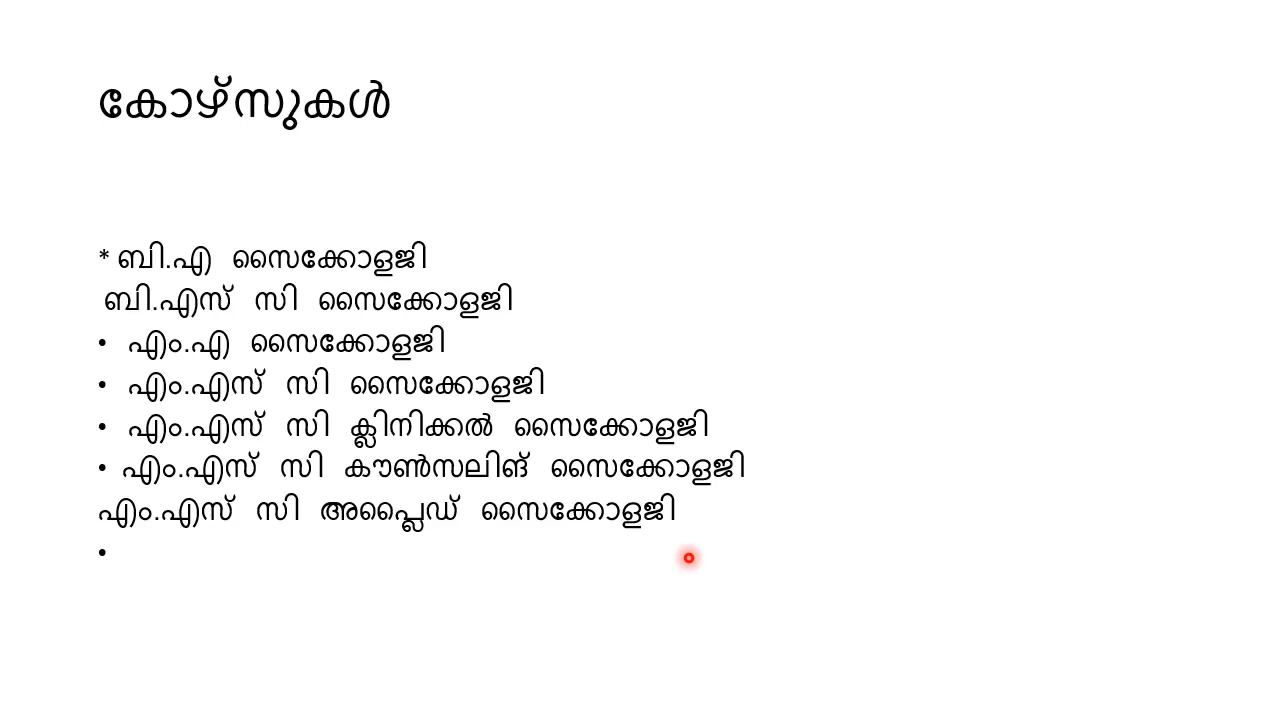 കോഴ്സുകൾ
* ബി.എ സൈക്കോളജി
ബി.എസ് സി സൈക്കോളജി
• എം.എ സൈക്കോളജി
• എം.എസ് സി സൈക്കോളജി
• എം.എസ് സി ക്ലിനിക്കൽ സൈക്കോളജി
• എം.എസ് സി കൗൺസലിങ് സൈക്കോളജി
എം.എസ് സി അപ്ലൈഡ് സൈക്കോളജി
•